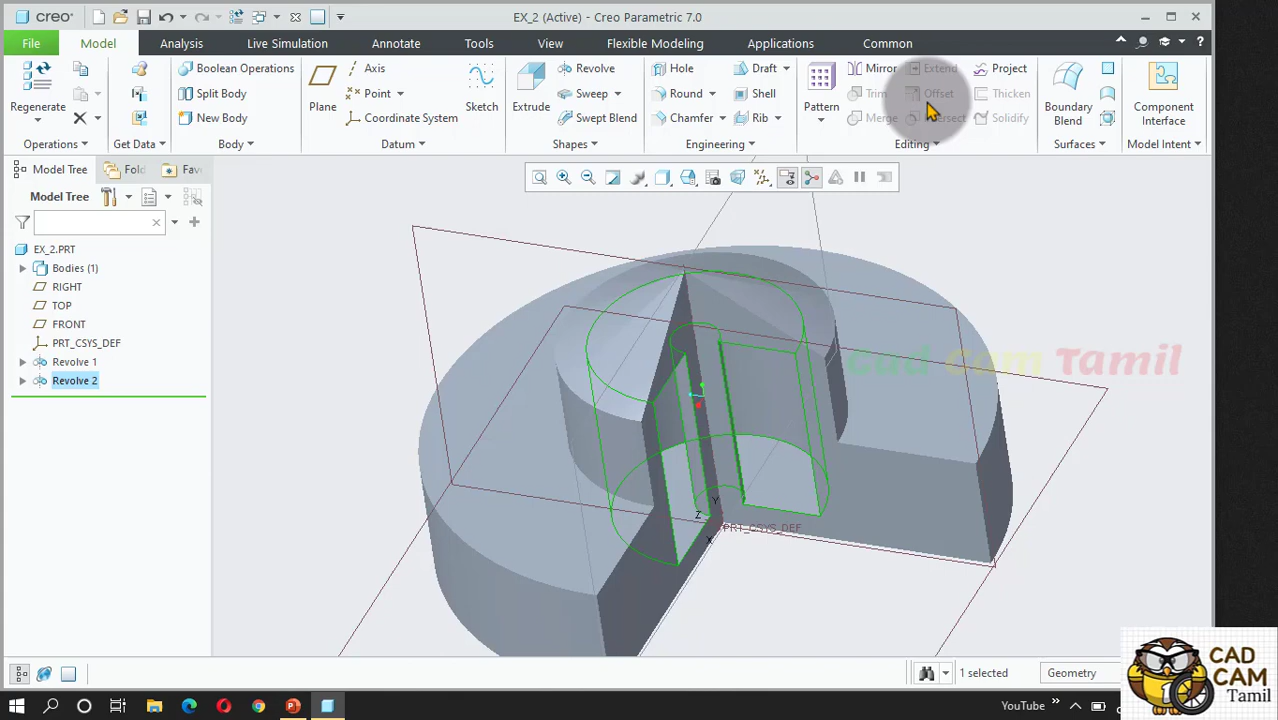 creo
EX_2 (Active) - Creo Parametric 7.0
File
Model
Analysis
Live Simulation
Annotate
Tools
View
Flexible Modeling
Applications
Common
Regenerate
Operations
Get Data
Boolean Operations
Split Body
New Body
Body
Plane
Axis
Point
Coordinate System
Sketch
Datum
Extrude
Revolve
Sweep
Swept Blend
Shapes
Hole
Round
Chamfer
Draft
Shell
Rib
Engineering
Pattern
Mirror
Trim
Merge
Extend
Offset
Intersect
Project
Thicken
Solidify
Editing
Boundary
Blend
Surfaces
Component
Interface
Model Intent
Model Tree
Fold
Fav
Model Tree
EX_2.PRT
Bodies (1)
RIGHT
TOP
FRONT
PRT_CSYS_DEF
Revolve 1
Revolve 2
Cad Cam Tamil
Y
Z
X
PRT_CSYS_DEF
1 selected
Geometry
CAD
CAM
Tamil
YouTube